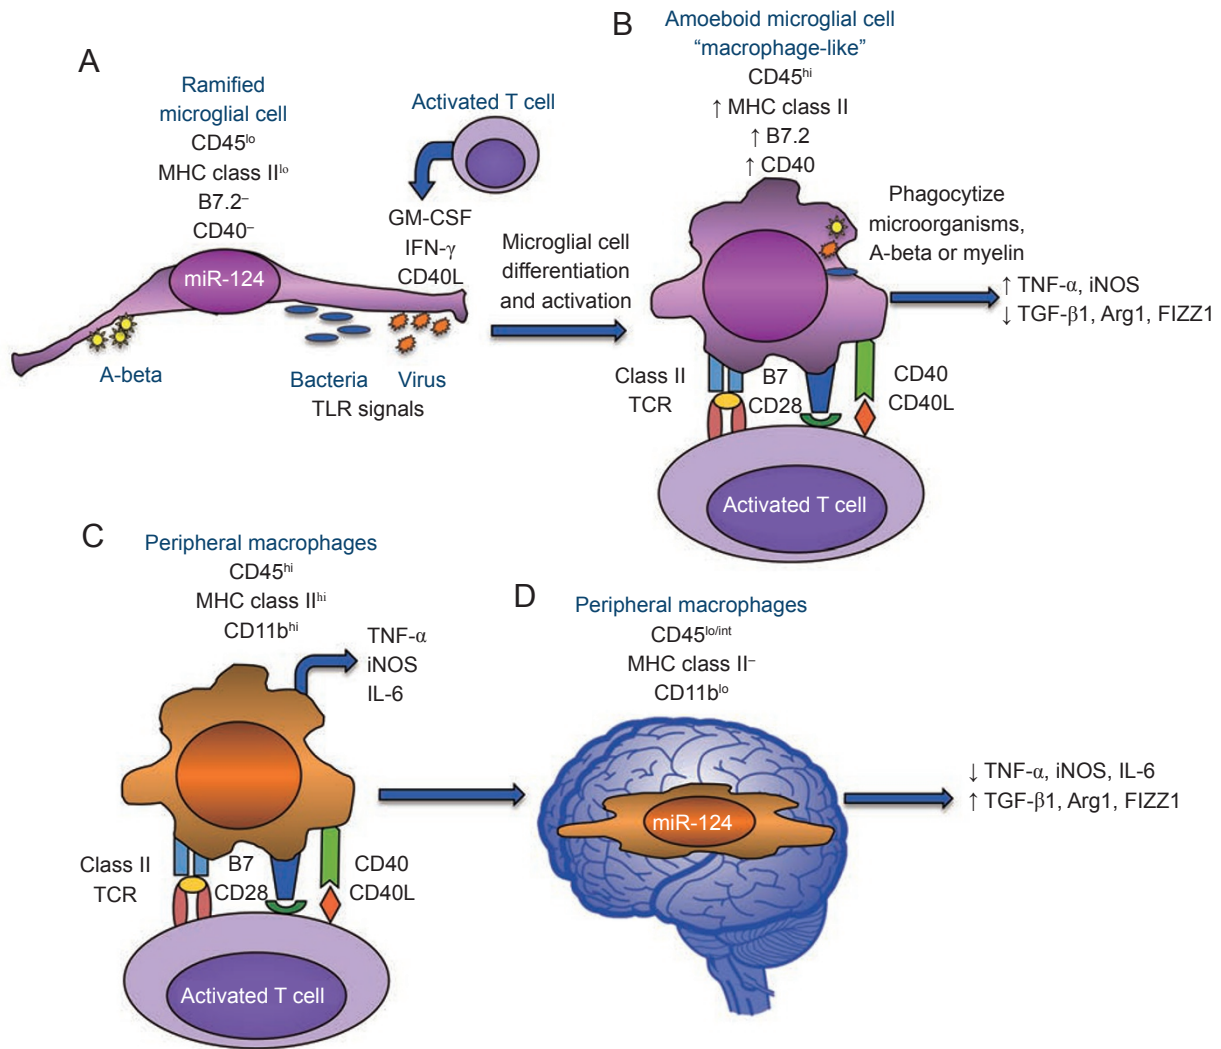 A
Ramified
microglial cell
CD45lo
MHC class IIlo
B7.2–
CD40–
miR-124
A-beta
Activated T cell
GM-CSF
IFN-γ
CD40L
Bacteria
Virus
TLR signals
Microglial cell
differentiation
and activation
B
Amoeboid microglial cell
“macrophage-like”
CD45hi
↑ MHC class II
↑ B7.2
↑ CD40
Phagocytize
microorganisms,
A-beta or myelin
↑ TNF-α, iNOS
↓ TGF-β1, Arg1, FIZZ1
Class II
TCR
B7
CD28
CD40
CD40L
Activated T cell
C
Peripheral macrophages
CD45hi
MHC class IIhi
CD11bhi
TNF-α
iNOS
IL-6
Class II
TCR
B7
CD28
CD40
CD40L
Activated T cell
D
Peripheral macrophages
CD45lo/int
MHC class II–
CD11blo
miR-124
↓ TNF-α, iNOS, IL-6
↑ TGF-β1, Arg1, FIZZ1